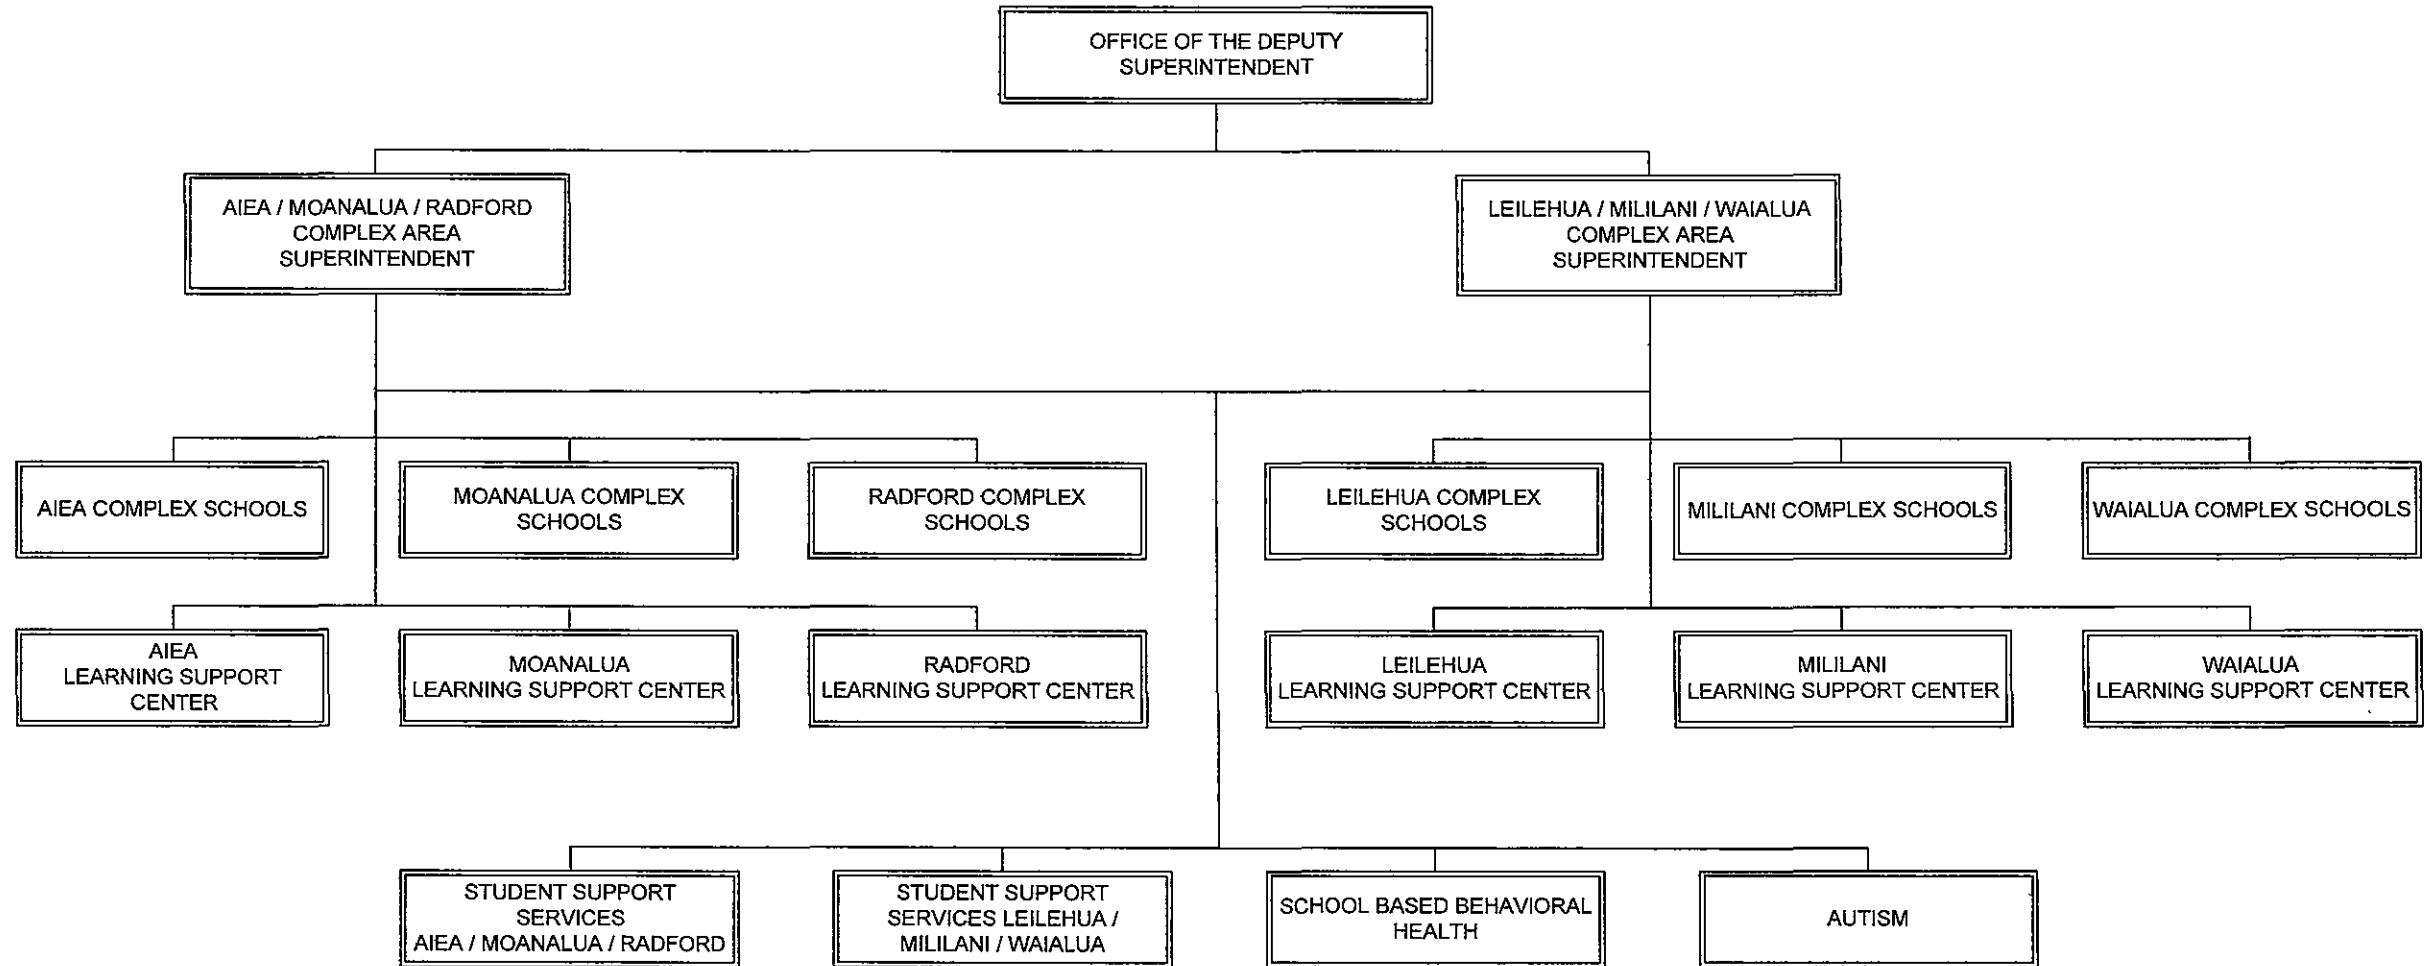 OFFICE OF THE DEPUTY
SUPERINTENDENT
AIEA / MOANALUA / RADFORD
COMPLEX AREA
SUPERINTENDENT
LEILEHUA / MILILANI / WAIALUA
COMPLEX AREA
SUPERINTENDENT
AIEA COMPLEX SCHOOLS
MOANALUA COMPLEX
SCHOOLS
RADFORD COMPLEX
SCHOOLS
LEILEHUA COMPLEX
SCHOOLS
MILILANI COMPLEX SCHOOLS
WAIALUA COMPLEX SCHOOLS
AIEA
LEARNING SUPPORT
CENTER
MOANALUA
LEARNING SUPPORT CENTER
RADFORD
LEARNING SUPPORT CENTER
LEILEHUA
LEARNING SUPPORT CENTER
MILILANI
LEARNING SUPPORT CENTER
WAIALUA
LEARNING SUPPORT CENTER
STUDENT SUPPORT
SERVICES
AIEA / MOANALUA / RADFORD
STUDENT SUPPORT
SERVICES LEILEHUA /
MILILANI / WAIALUA
SCHOOL BASED BEHAVIORAL
HEALTH
AUTISM